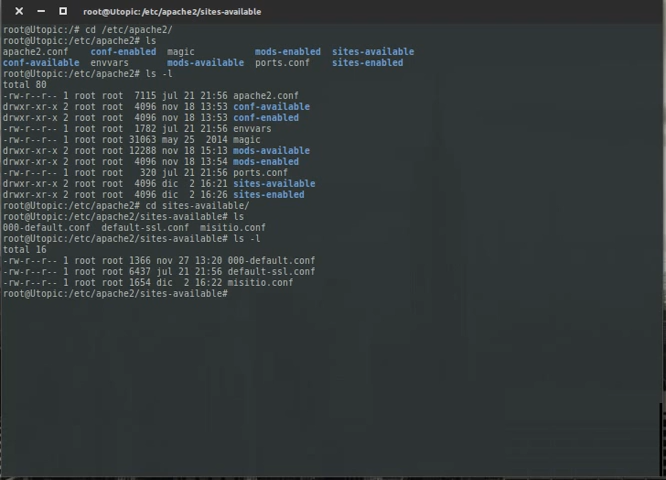 root@Utopic:/etc/apache2/sites-available
root@Utopic:/# cd /etc/apache2/
root@Utopic:/etc/apache2# ls
apache2.conf    conf-enabled  magic           mods-enabled  sites-available
conf-available  envvars       mods-available  ports.conf    sites-enabled
root@Utopic:/etc/apache2# ls -l
total 80
-rw-r--r-- 1 root root  7115 jul 21 21:56 apache2.conf
drwxr-xr-x 2 root root  4096 nov 18 13:53 conf-available
drwxr-xr-x 2 root root  4096 nov 18 13:53 conf-enabled
-rw-r--r-- 1 root root  1782 jul 21 21:56 envvars
-rw-r--r-- 1 root root 31063 may 25  2014 magic
drwxr-xr-x 2 root root 12288 nov 18 15:13 mods-available
drwxr-xr-x 2 root root  4096 nov 18 13:54 mods-enabled
-rw-r--r-- 1 root root   320 jul 21 21:56 ports.conf
drwxr-xr-x 2 root root  4096 dic  2 16:21 sites-available
drwxr-xr-x 2 root root  4096 dic  2 16:26 sites-enabled
root@Utopic:/etc/apache2# cd sites-available/
root@Utopic:/etc/apache2/sites-available# ls
000-default.conf  default-ssl.conf  misitio.conf
root@Utopic:/etc/apache2/sites-available# ls -l
total 16
-rw-r--r-- 1 root root 1366 nov 27 13:20 000-default.conf
-rw-r--r-- 1 root root 6437 jul 21 21:56 default-ssl.conf
-rw-r--r-- 1 root root 1654 dic  2 16:22 misitio.conf
root@Utopic:/etc/apache2/sites-available#